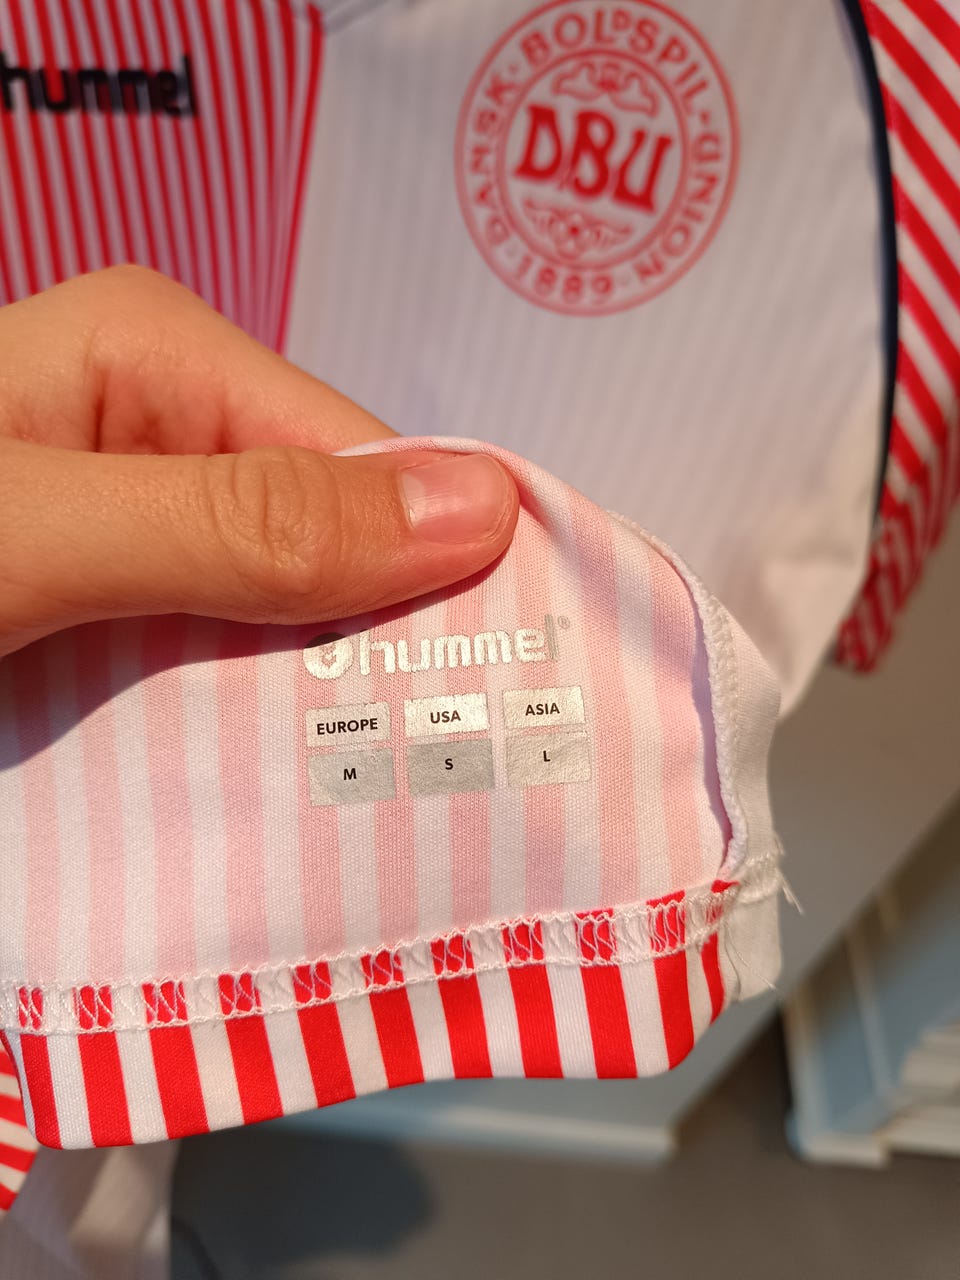 hummel
DANSK · BOLDSPIL · UNION
DBU
· 1889 ·
hummel®
EUROPE USA ASIA
M S L